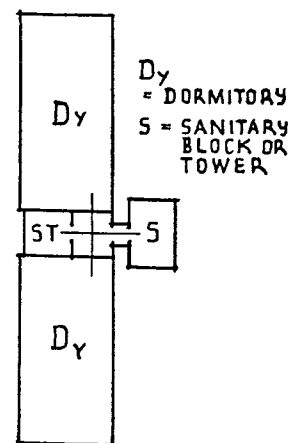 Dy
ST
S
Dy
Dy
= DORMITORY
S = SANITARY
BLOCK OR
TOWER